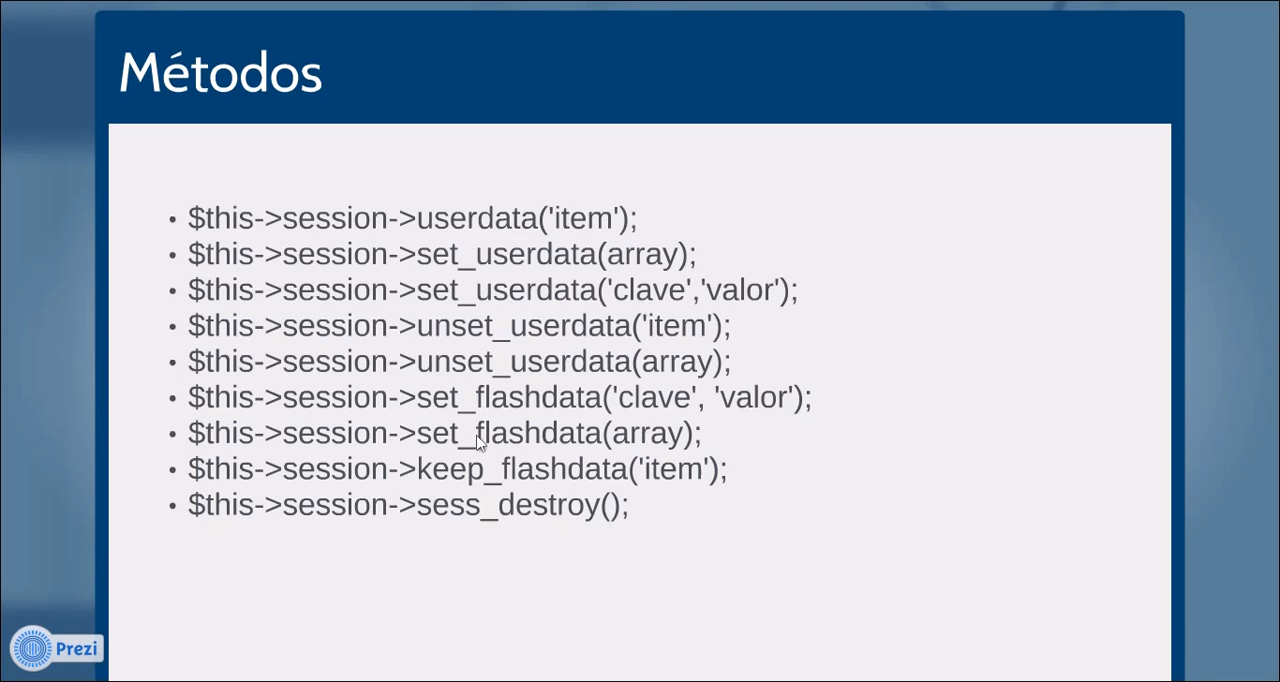 Métodos
• $this->session->userdata('item');
• $this->session->set_userdata(array);
• $this->session->set_userdata('clave','valor');
• $this->session->unset_userdata('item');
• $this->session->unset_userdata(array);
• $this->session->set_flashdata('clave', 'valor');
• $this->session->set_flashdata(array);
• $this->session->keep_flashdata('item');
• $this->session->sess_destroy();
Prezi